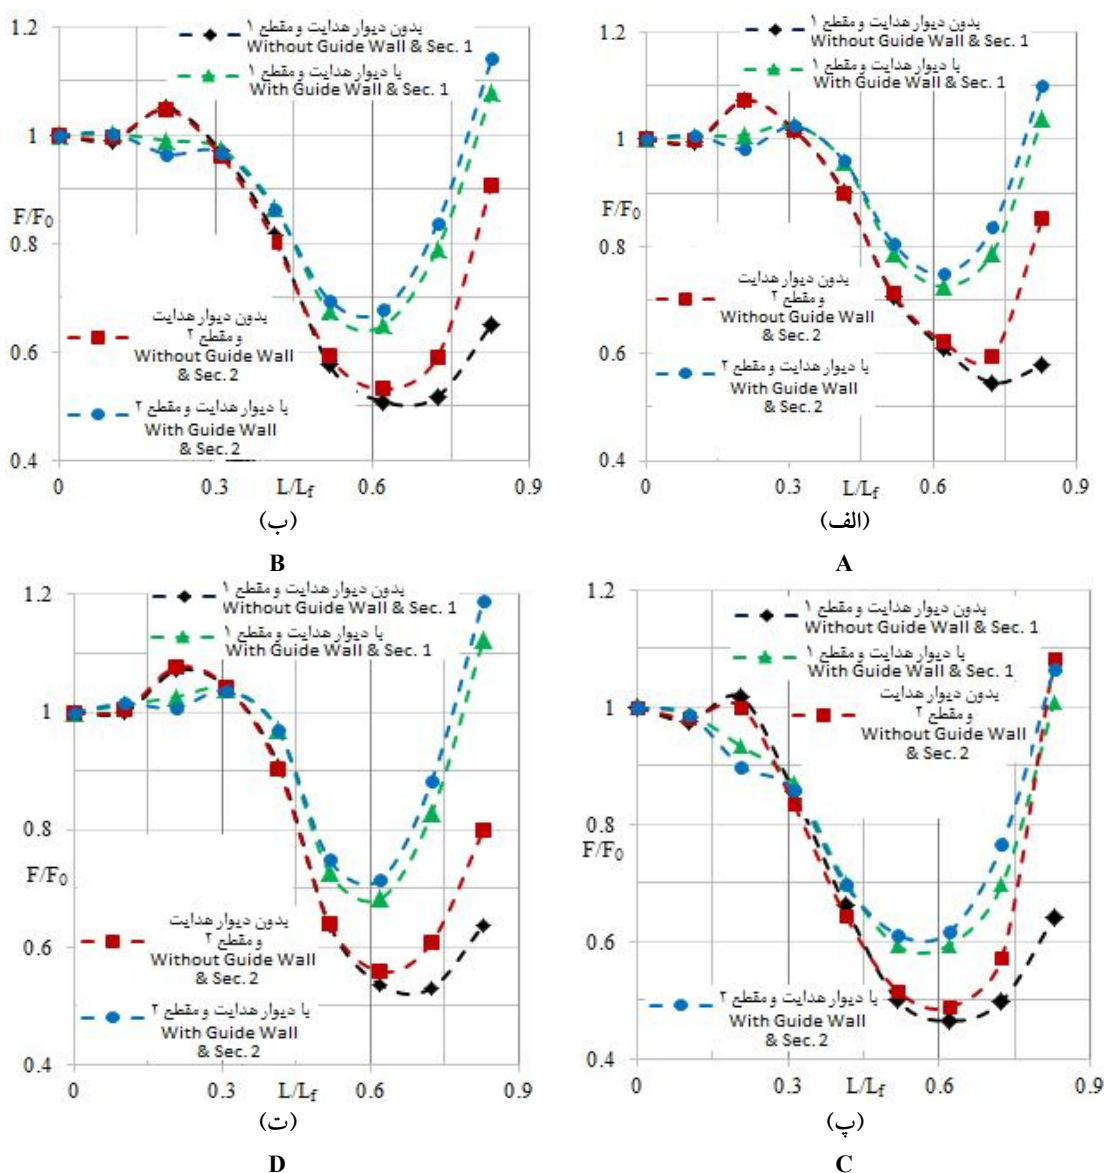 1.2
1
0.8
0.6
0.4
F/F₀
0
0.3
0.6
0.9
L/Lf
بدون دیوار هدایت و مقطع ۱
Without Guide Wall & Sec. 1
با دیوار هدایت و مقطع ۱
With Guide Wall & Sec. 1
بدون دیوار هدایت
و مقطع ۲
Without Guide Wall
& Sec. 2
با دیوار هدایت و مقطع ۲
With Guide Wall
& Sec. 2
(ب)
B
1.2
1
0.8
0.6
0.4
F/F₀
0
0.3
0.6
0.9
L/Lf
بدون دیوار هدایت و مقطع ۱
Without Guide Wall & Sec. 1
با دیوار هدایت و مقطع ۱
With Guide Wall & Sec. 1
بدون دیوار هدایت
و مقطع ۲
Without Guide Wall
& Sec. 2
با دیوار هدایت و مقطع ۲
With Guide Wall
& Sec. 2
(الف)
A
1.2
1
0.8
0.6
0.4
F/F₀
0
0.3
0.6
0.9
L/Lf
بدون دیوار هدایت و مقطع ۱
Without Guide Wall & Sec. 1
با دیوار هدایت و مقطع ۱
With Guide Wall & Sec. 1
بدون دیوار هدایت
و مقطع ۲
Without Guide Wall
& Sec. 2
با دیوار هدایت و مقطع ۲
With Guide Wall
& Sec. 2
(ت)
D
1.2
1
0.8
0.6
0.4
F/F₀
0
0.3
0.6
0.9
L/Lf
بدون دیوار هدایت و مقطع ۱
Without Guide Wall & Sec. 1
با دیوار هدایت و مقطع ۱
With Guide Wall & Sec. 1
بدون دیوار هدایت
و مقطع ۲
Without Guide Wall
& Sec. 2
با دیوار هدایت و مقطع ۲
With Guide Wall
& Sec. 2
(پ)
C